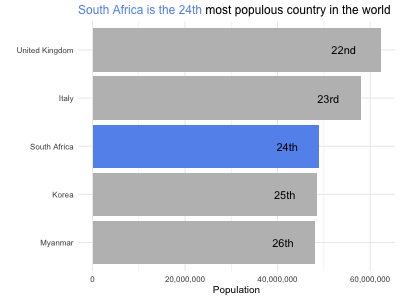 South Africa is the 24th most populous country in the world
United Kingdom 22nd
Italy 23rd
South Africa 24th
Korea 25th
Myanmar 26th
0 20,000,000 40,000,000 60,000,000
Population